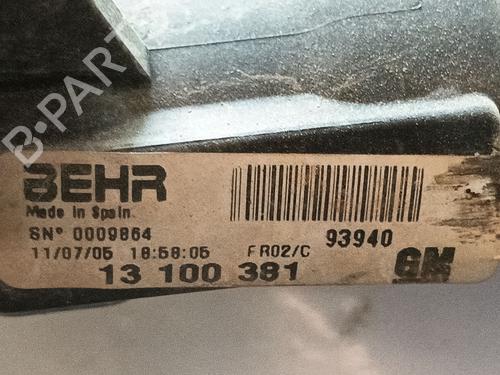 B-PARTS
BEHR
Made in Spain
SN° 0009864
93940
11/07/05 18:58:05 FR02/C
13 100 381
GM